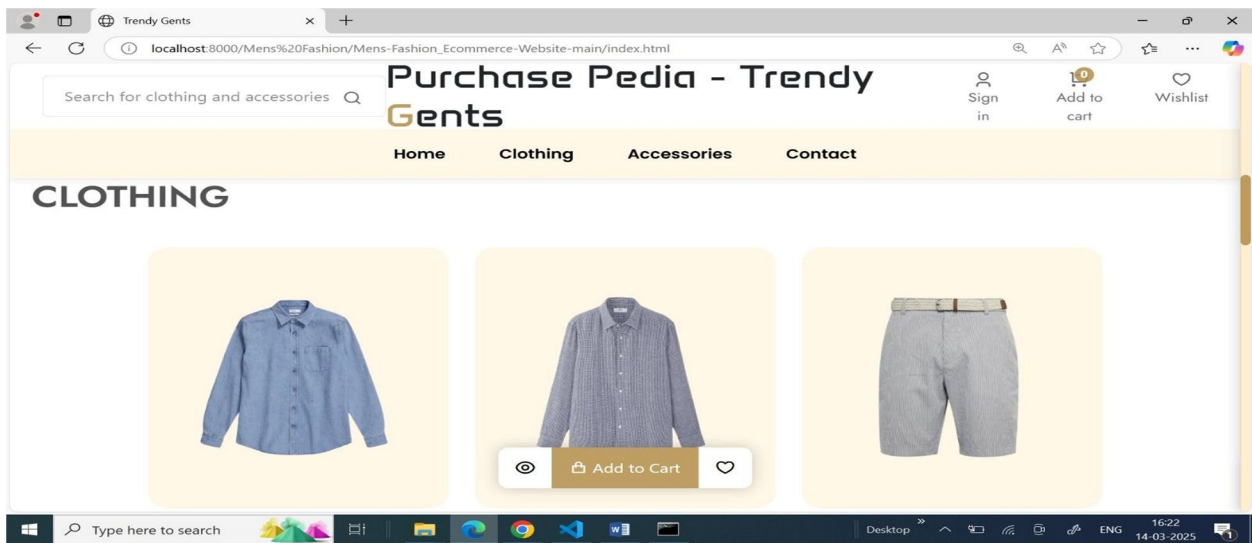 Trendy Gents
localhost:8000/Mens%20Fashion/Mens-Fashion_Ecommerce-Website-main/index.html
Search for clothing and accessories
Purchase Pedia - Trendy
Gents
Sign
in
0
Add to
cart
Wishlist
Home Clothing Accessories Contact
CLOTHING
Add to Cart
Type here to search
Desktop
ENG
16:22
14-03-2025
1